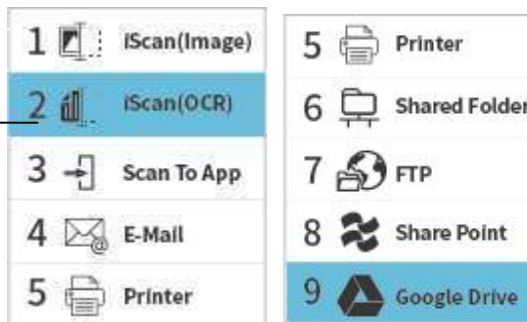 1 iScan(Image)
2 iScan(OCR)
3 Scan To App
4 E-Mail
5 Printer
5 Printer
6 Shared Folder
7 FTP
8 Share Point
9 Google Drive